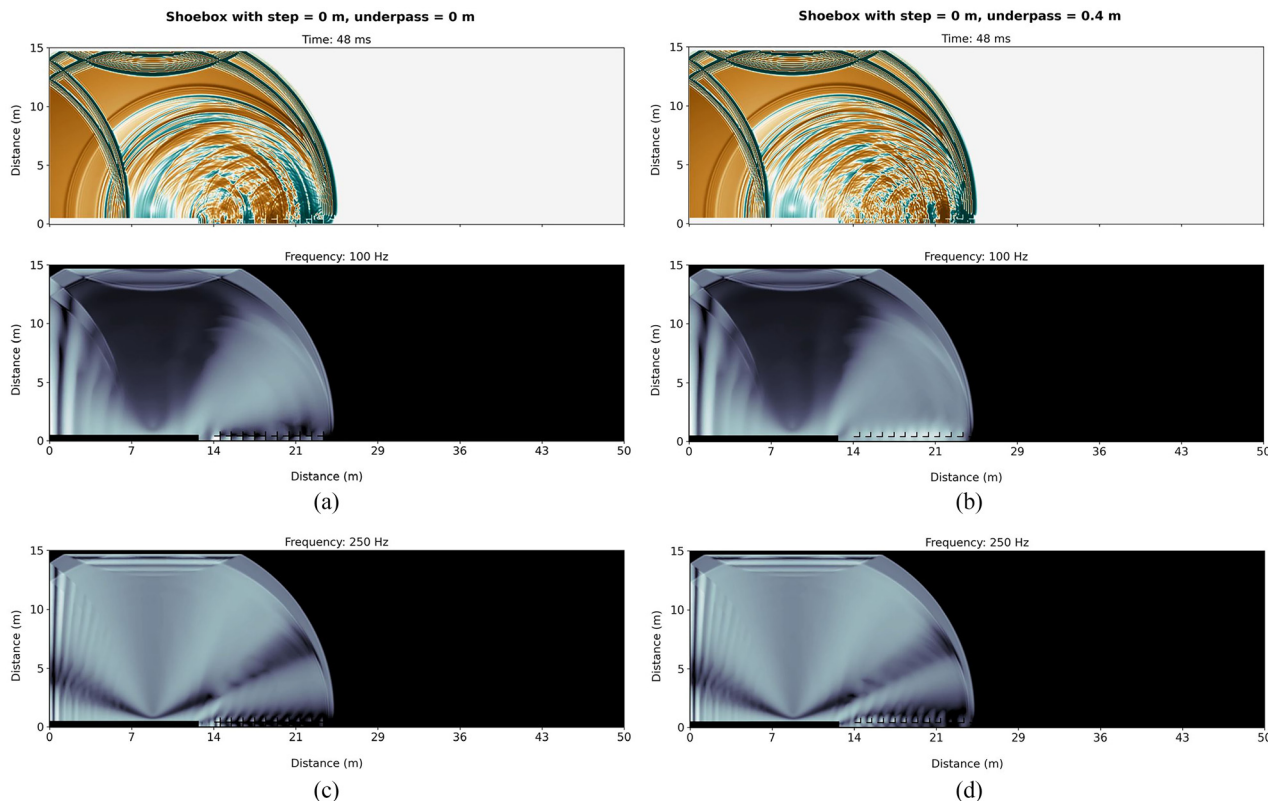 Shoebox with step = 0 m, underpass = 0 m
Time: 48 ms
15
10
5
0
Distance (m)
Frequency: 100 Hz
15
10
5
0
Distance (m)
0 7 14 21 29 36 43 50
Distance (m)
(a)
Shoebox with step = 0 m, underpass = 0.4 m
Time: 48 ms
15
10
5
0
Distance (m)
Frequency: 100 Hz
15
10
5
0
Distance (m)
0 7 14 21 29 36 43 50
Distance (m)
(b)
Frequency: 250 Hz
15
10
5
0
Distance (m)
0 7 14 21 29 36 43 50
Distance (m)
(c)
Frequency: 250 Hz
15
10
5
0
Distance (m)
0 7 14 21 29 36 43 50
Distance (m)
(d)